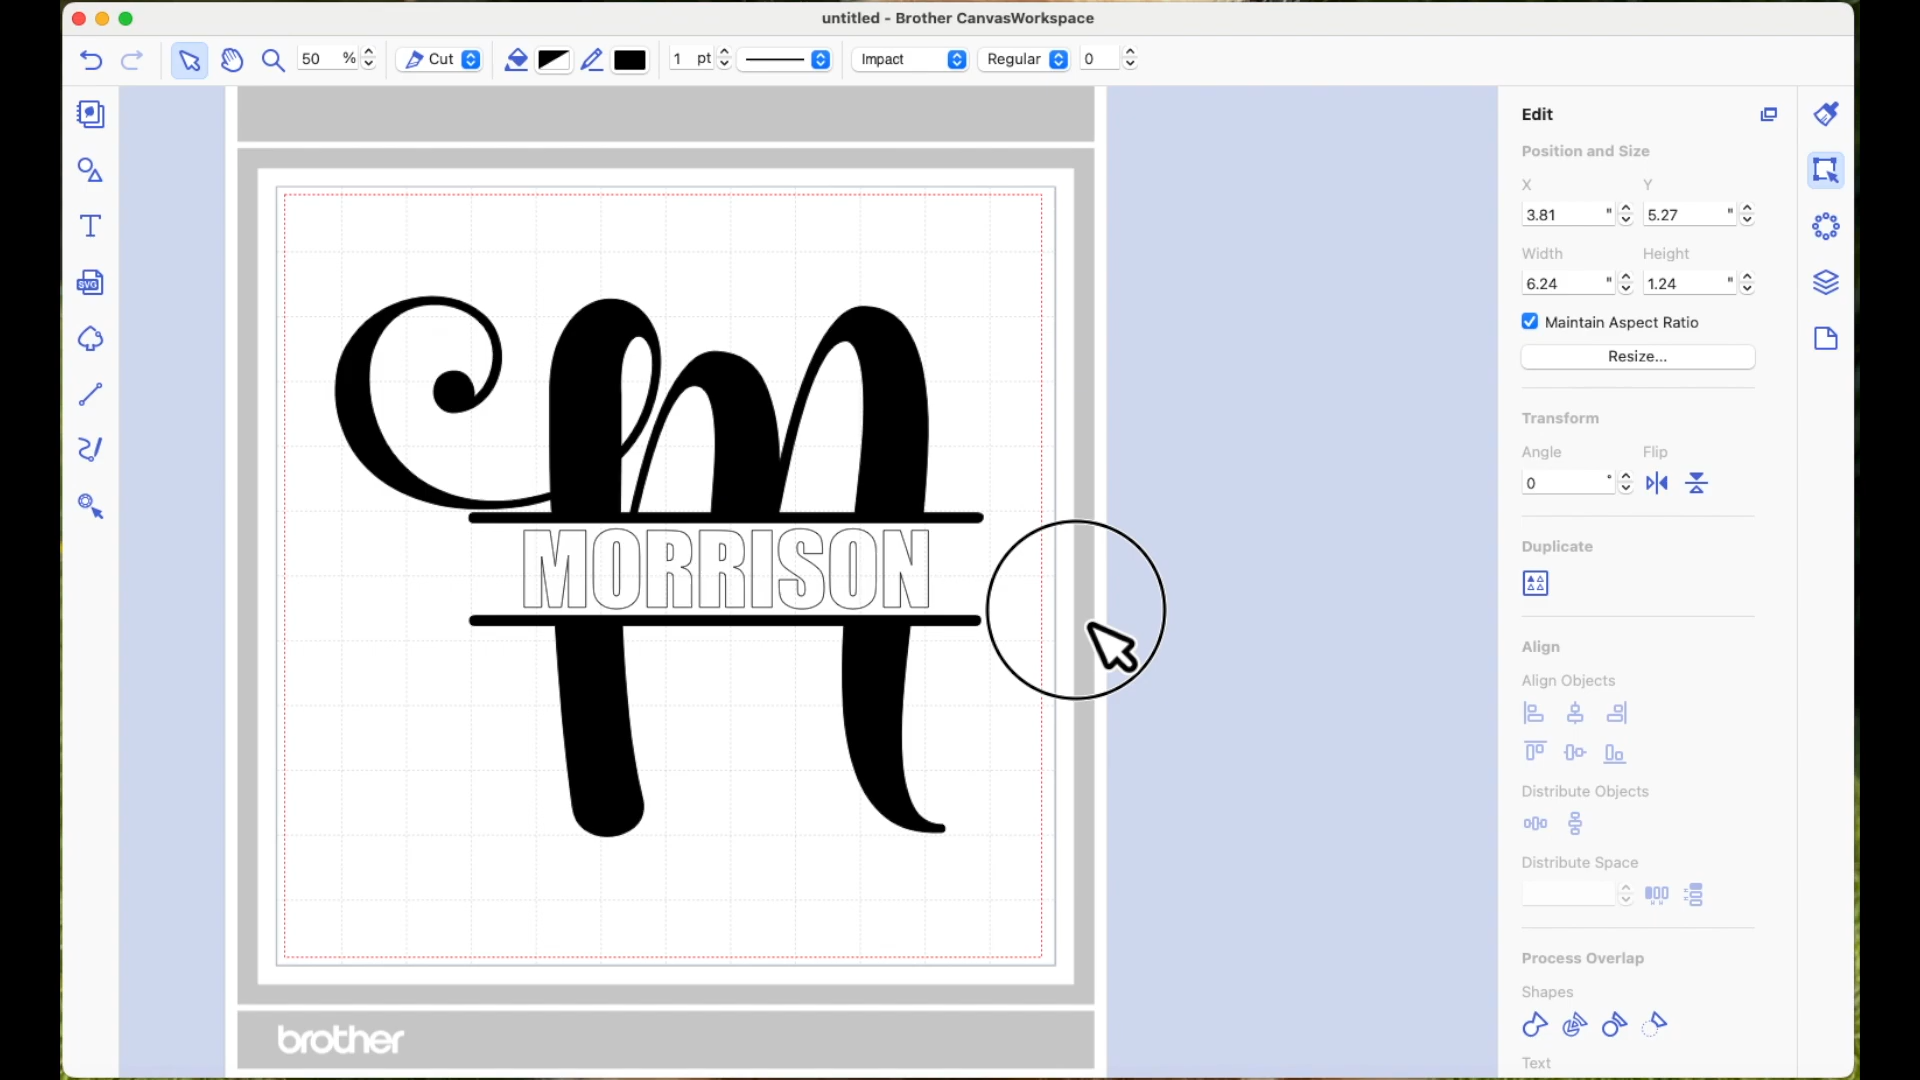 untitled - Brother CanvasWorkspace
50 % Cut 1 pt Impact Regular 0
Edit
Position and Size
X Y
3.81 " 5.27 "
Width Height
6.24 " 1.24 "
Maintain Aspect Ratio
Resize...
Transform
Angle Flip
0 °
Duplicate
Align
Align Objects
Distribute Objects
Distribute Space
Process Overlap
Shapes
Text
T
SVG
M
MORRISON
brother